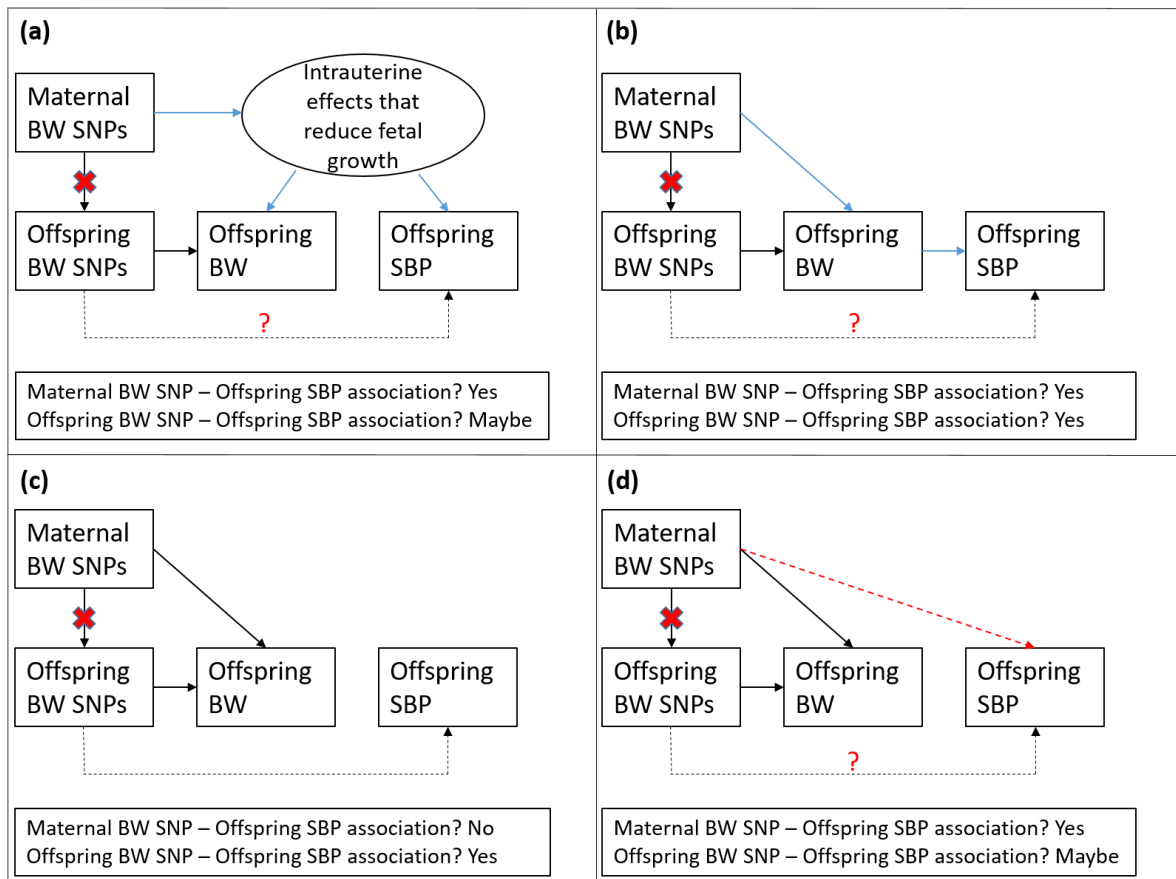 (a)
Maternal
BW SNPs
Intrauterine
effects that
reduce fetal
growth
Offspring
BW SNPs
Offspring
BW
Offspring
SBP
?
Maternal BW SNP – Offspring SBP association? Yes
Offspring BW SNP – Offspring SBP association? Maybe
(b)
Maternal
BW SNPs
Offspring
BW SNPs
Offspring
BW
Offspring
SBP
?
Maternal BW SNP – Offspring SBP association? Yes
Offspring BW SNP – Offspring SBP association? Yes
(c)
Maternal
BW SNPs
Offspring
BW SNPs
Offspring
BW
Offspring
SBP
Maternal BW SNP – Offspring SBP association? No
Offspring BW SNP – Offspring SBP association? Yes
(d)
Maternal
BW SNPs
Offspring
BW SNPs
Offspring
BW
Offspring
SBP
?
Maternal BW SNP – Offspring SBP association? Yes
Offspring BW SNP – Offspring SBP association? Maybe